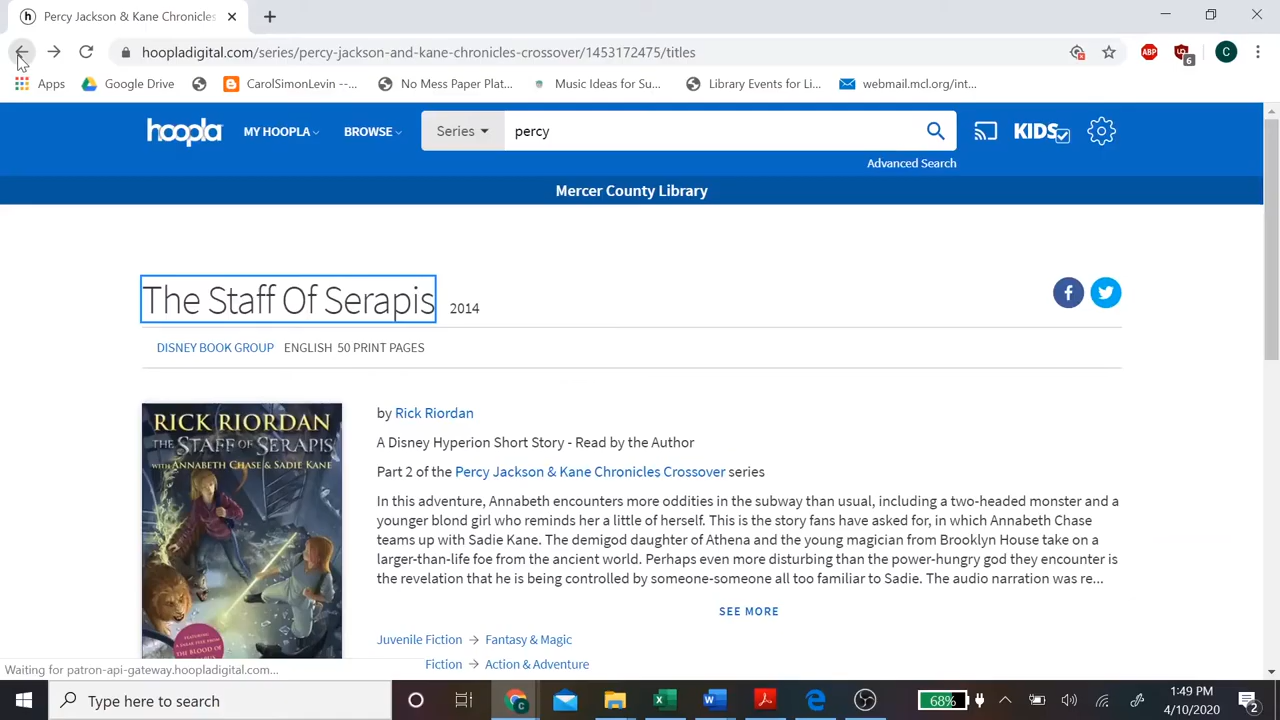 Percy Jackson & Kane Chronicles
hoopladigital.com/series/percy-jackson-and-kane-chronicles-crossover/1453172475/titles
ABP
6
C
Apps
Google Drive
CarolSimonLevin --...
No Mess Paper Plat...
Music Ideas for Su...
Library Events for Li...
webmail.mcl.org/int...
hoopla
MY HOOPLA
BROWSE
Series
percy
KIDS
Advanced Search
Mercer County Library
The Staff Of Serapis 2014
DISNEY BOOK GROUP ENGLISH 50 PRINT PAGES
RICK RIORDAN
THE STAFF OF SERAPIS
WITH ANNABETH CHASE & SADIE KANE
THE BLOOD OF
by Rick Riordan
A Disney Hyperion Short Story - Read by the Author
Part 2 of the Percy Jackson & Kane Chronicles Crossover series
In this adventure, Annabeth encounters more oddities in the subway than usual, including a two-headed monster and a
younger blond girl who reminds her a little of herself. This is the story fans have asked for, in which Annabeth Chase
teams up with Sadie Kane. The demigod daughter of Athena and the young magician from Brooklyn House take on a
larger-than-life foe from the ancient world. Perhaps even more disturbing than the power-hungry god they encounter is
the revelation that he is being controlled by someone-someone all too familiar to Sadie. The audio narration was re...
SEE MORE
Juvenile Fiction → Fantasy & Magic
Fiction → Action & Adventure
Waiting for patron-api-gateway.hoopladigital.com...
Type here to search
68%
1:49 PM
4/10/2020
2